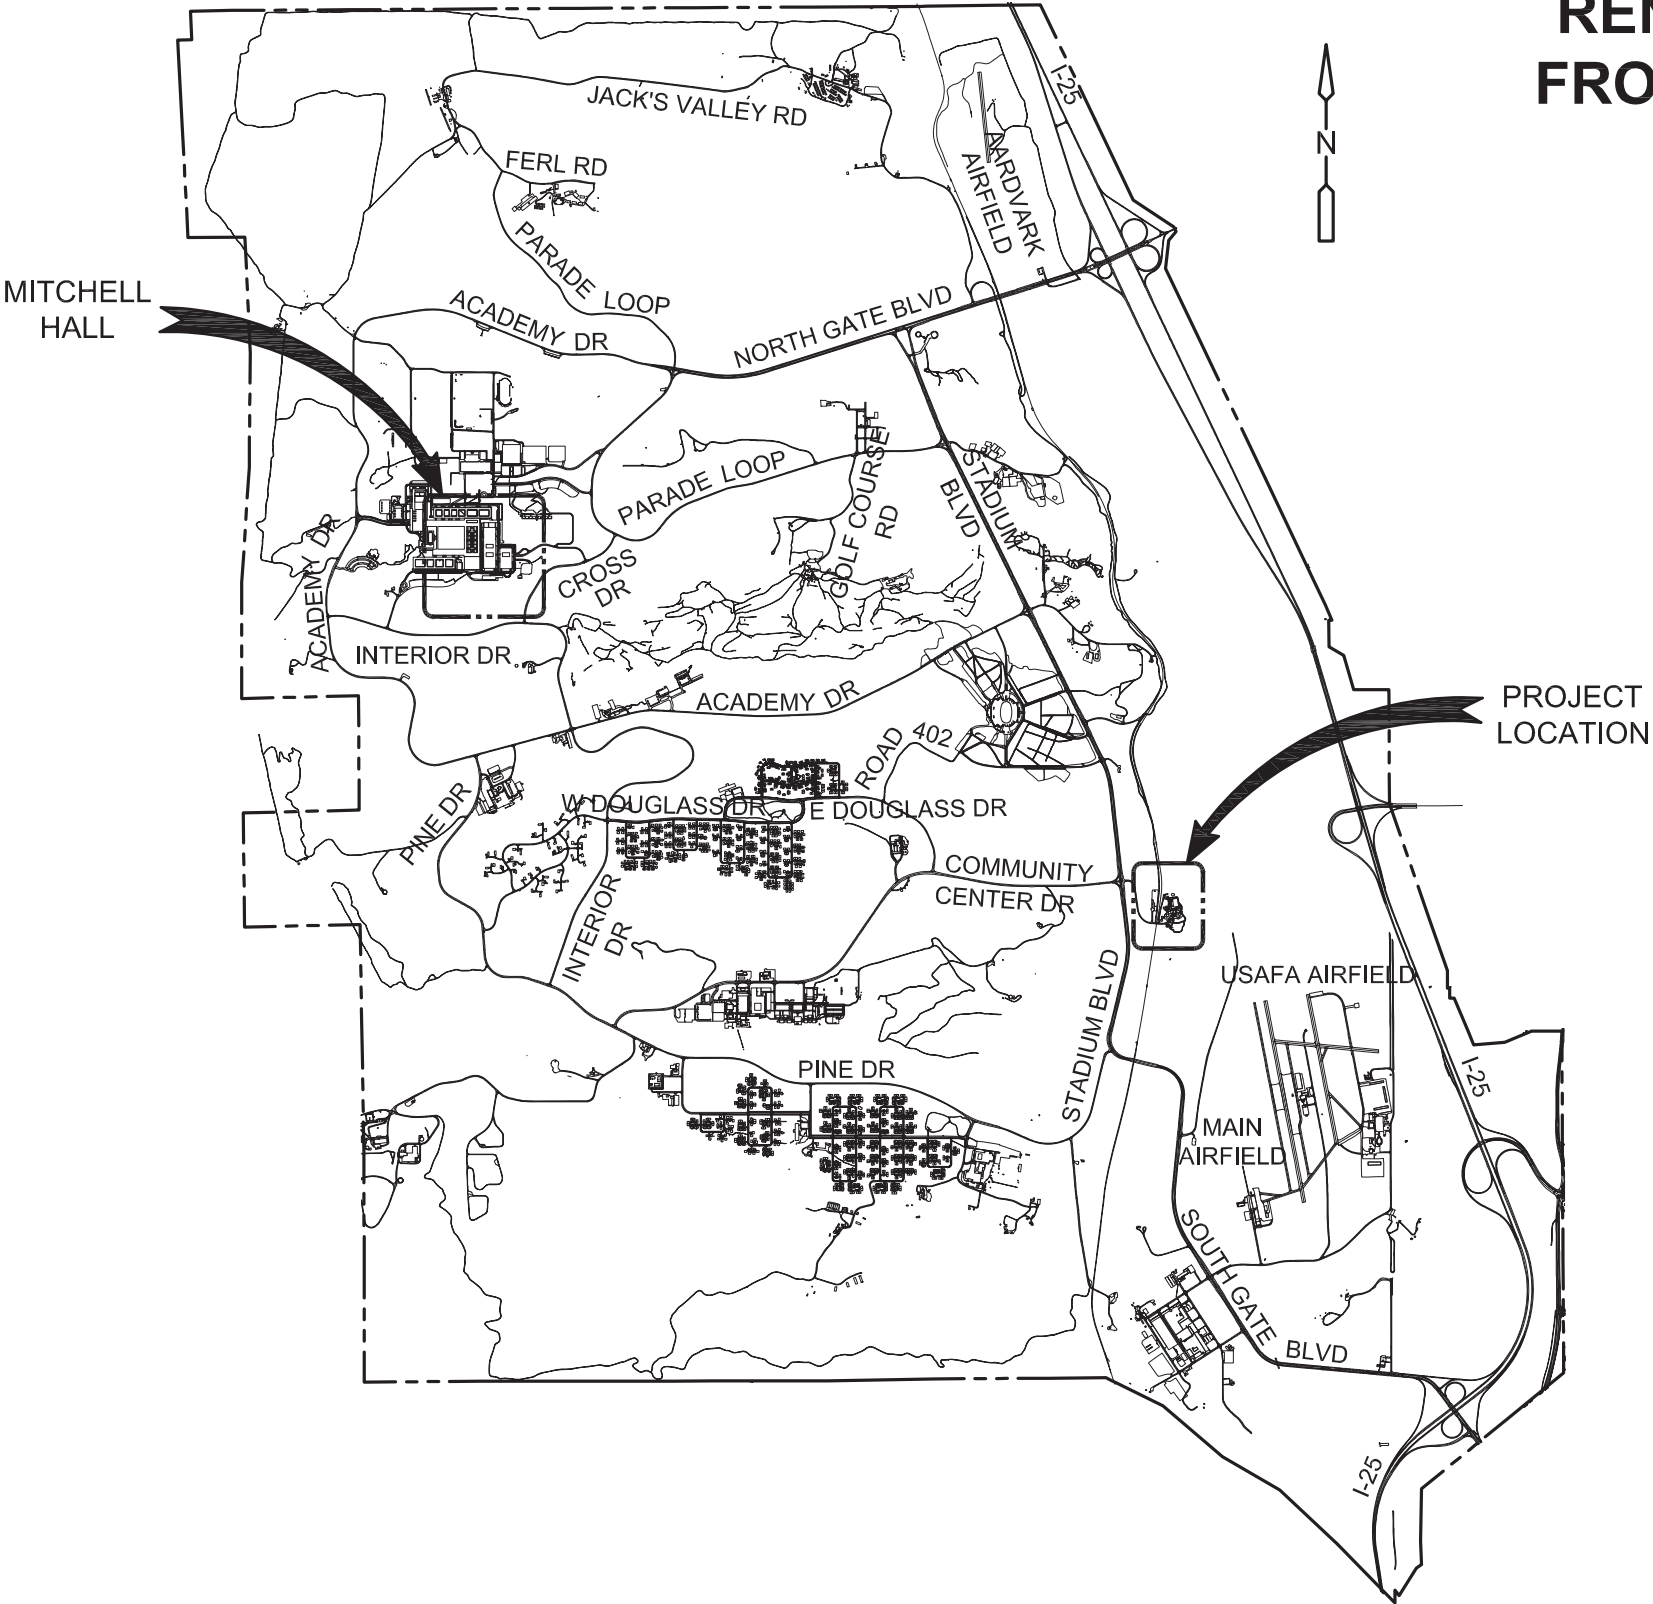 REN
FRO
I-25
JACK'S VALLEY RD
N
AARDVARK
AIRFIELD
FERL RD
PARADE LOOP
MITCHELL
HALL
ACADEMY DR
NORTH GATE BLVD
PARADE LOOP
GOLF COURSE
RD
STADIUM
BLVD
ACADEMY DR
CROSS
DR
INTERIOR DR
ACADEMY DR
PROJECT
LOCATION
ROAD 402
PINE DR
W DOUGLASS DR
E DOUGLASS DR
COMMUNITY
CENTER DR
INTERIOR
DR
USAFA AIRFIELD
STADIUM BLVD
PINE DR
I-25
MAIN
AIRFIELD
SOUTH GATE
BLVD
I-25